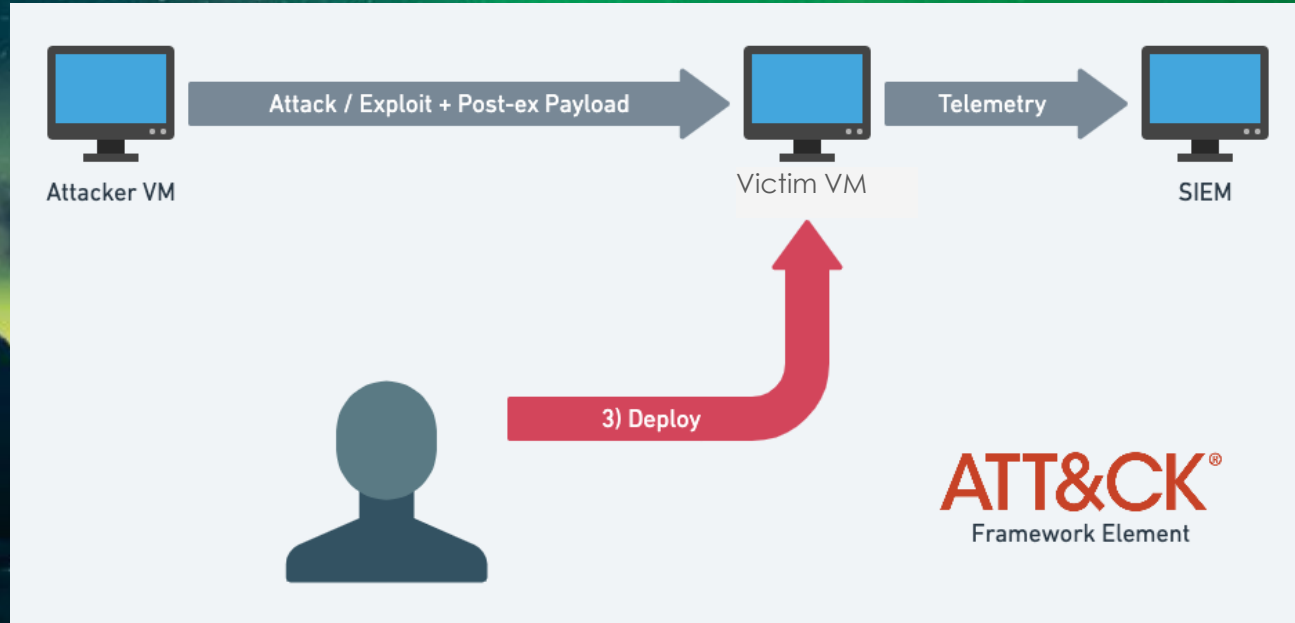 Attack / Exploit + Post-ex Payload
Telemetry
Attacker VM
Victim VM
SIEM
3) Deploy
ATT&CK®
Framework Element